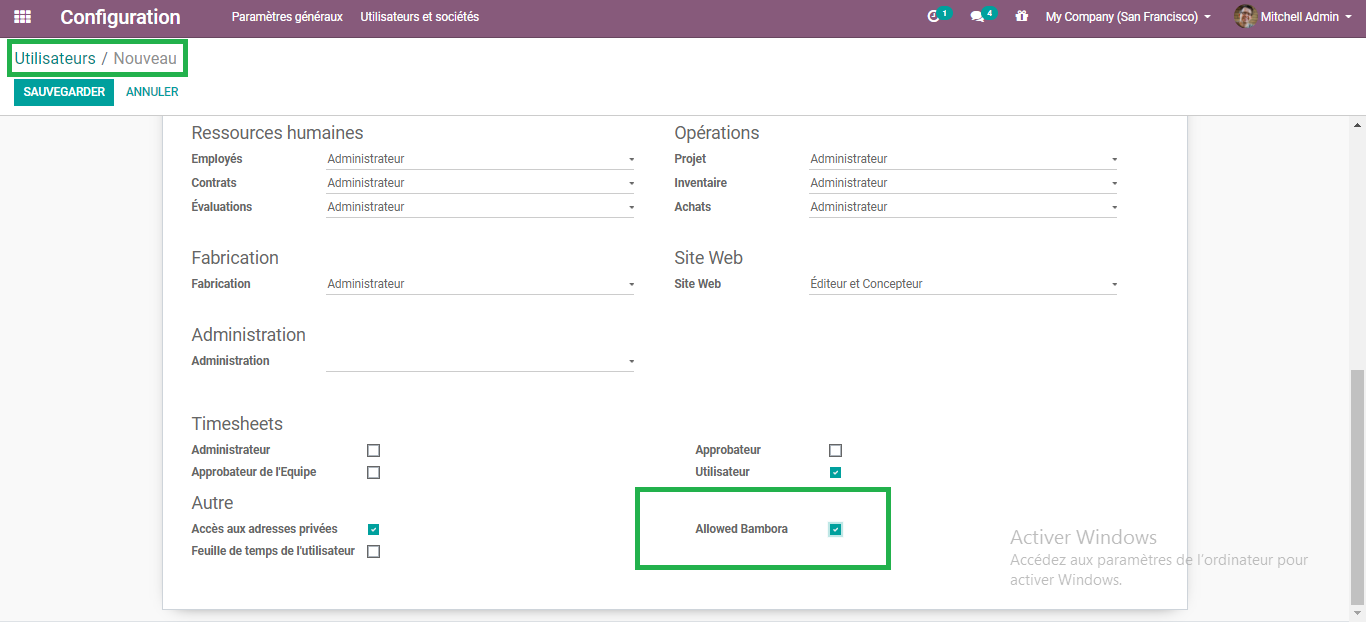 Configuration Paramètres généraux Utilisateurs et sociétés 1 4 My Company (San Francisco) Mitchell Admin
Utilisateurs / Nouveau
SAUVEGARDER ANNULER
Ressources humaines Opérations
Employés Administrateur Projet Administrateur
Contrats Administrateur Inventaire Administrateur
Évaluations Administrateur Achats Administrateur
Fabrication Site Web
Fabrication Administrateur Site Web Éditeur et Concepteur
Administration
Administration
Timesheets
Administrateur Approbateur
Approbateur de l'Equipe Utilisateur
Autre
Accès aux adresses privées Allowed Bambora
Feuille de temps de l'utilisateur
Activer Windows
Accédez aux paramètres de l'ordinateur pour
activer Windows.